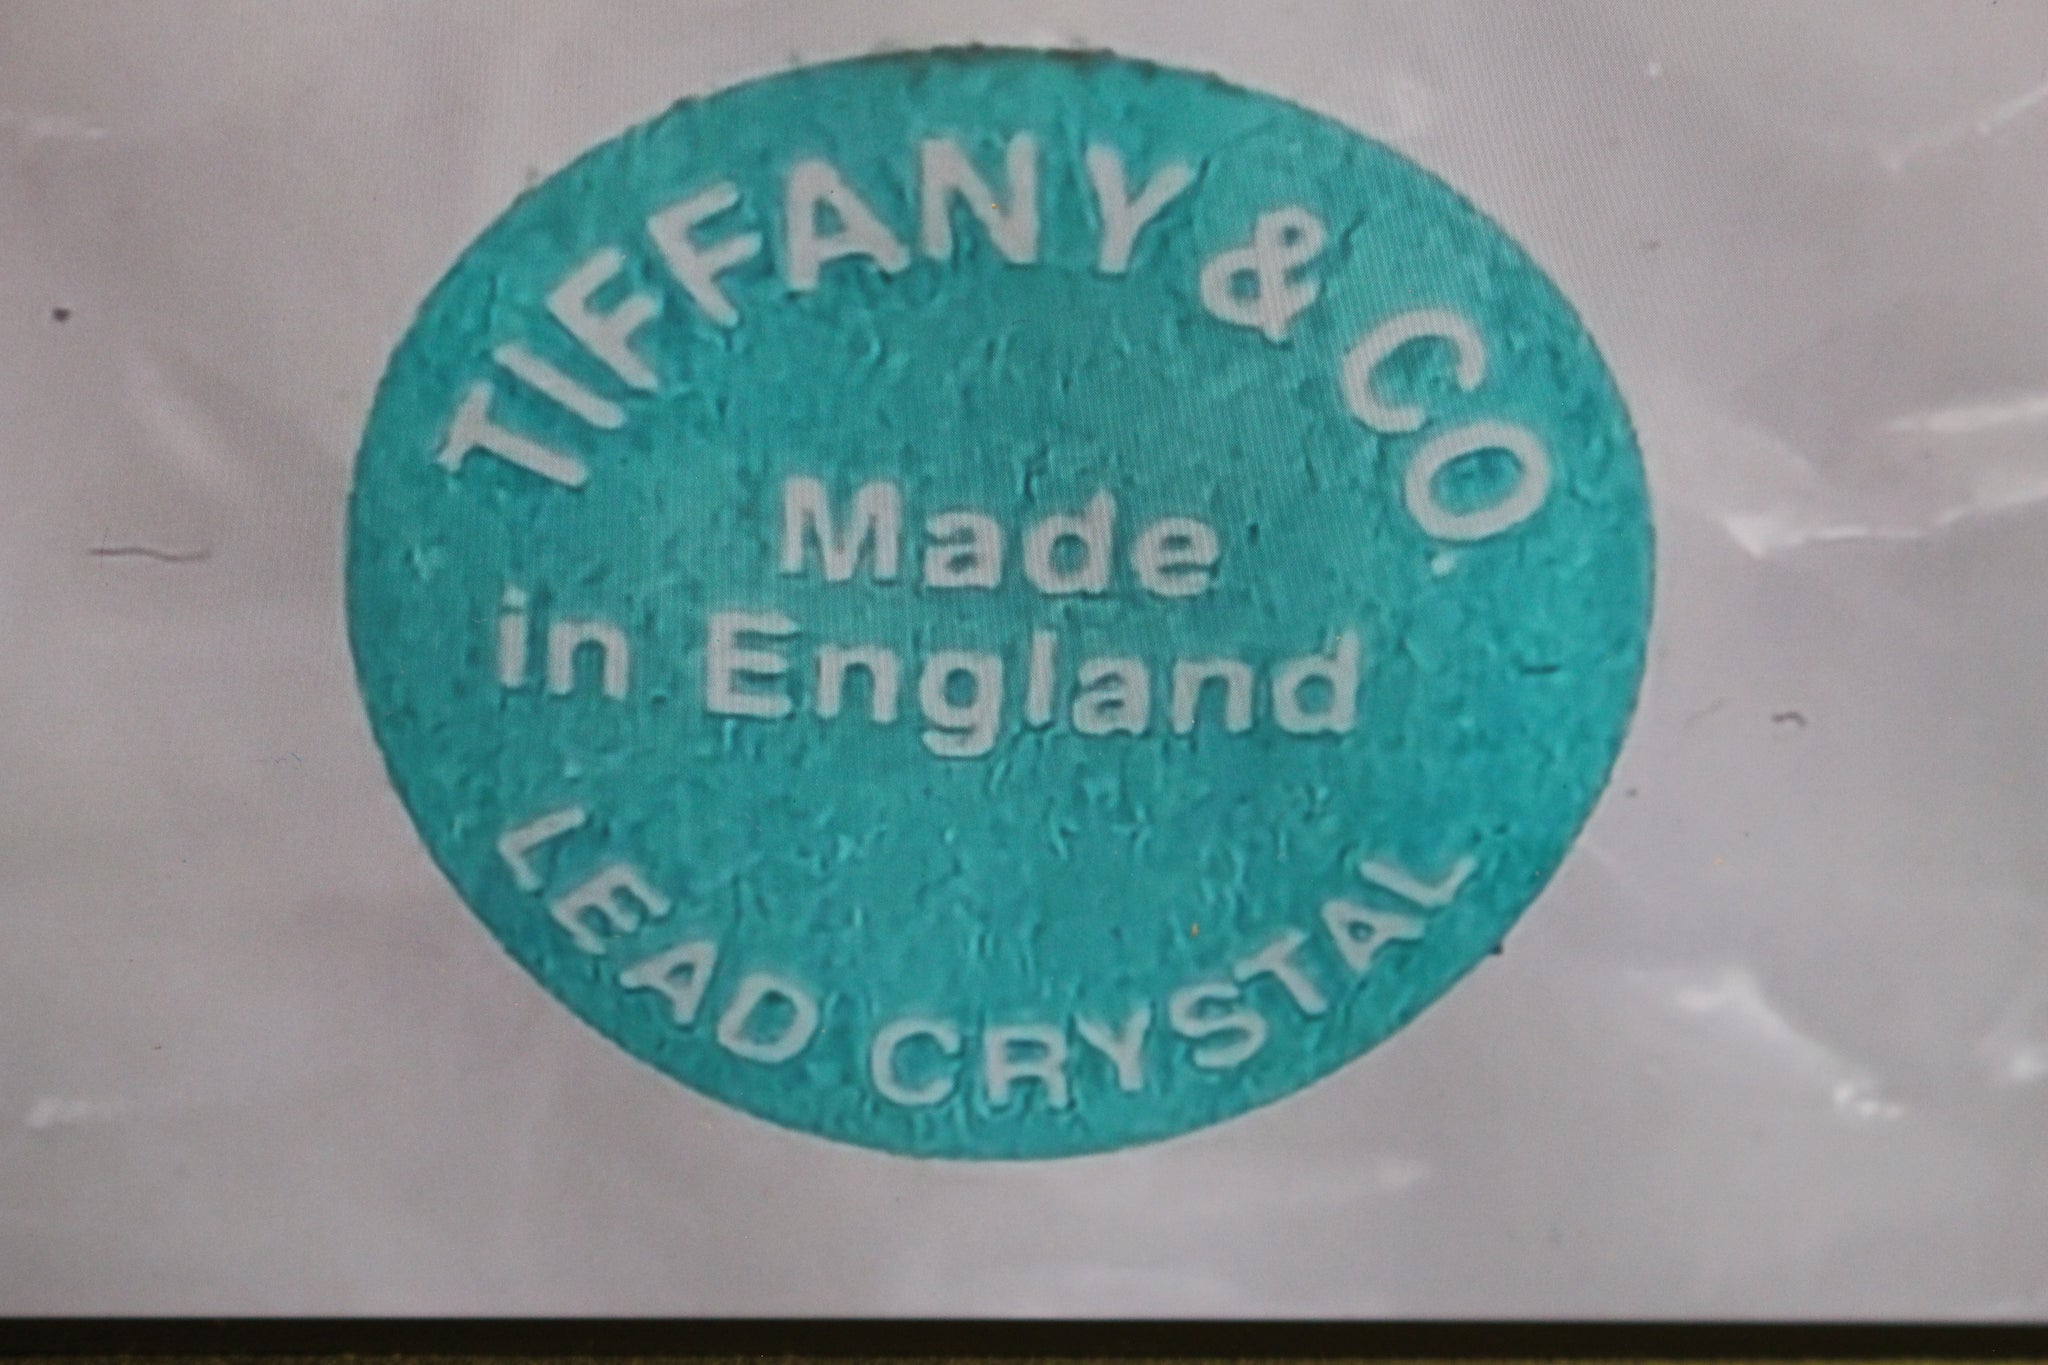 TIFFANY & CO
Made
in England
LEAD CRYSTAL